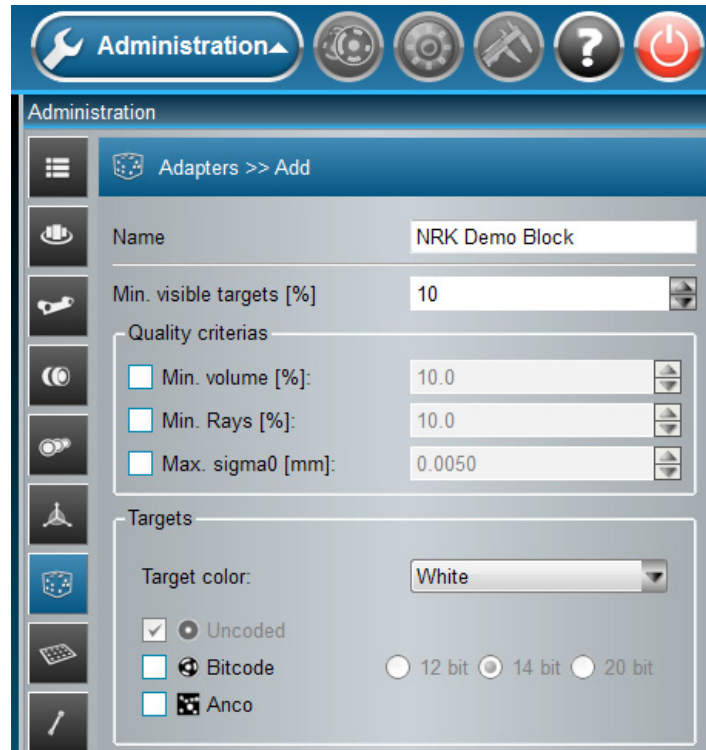 Administration
Administration
Adapters >> Add
Name NRK Demo Block
Min. visible targets [%] 10
Quality criterias
Min. volume [%]: 10.0
Min. Rays [%]: 10.0
Max. sigma0 [mm]: 0.0050
Targets
Target color: White
Uncoded
Bitcode 12 bit 14 bit 20 bit
Anco